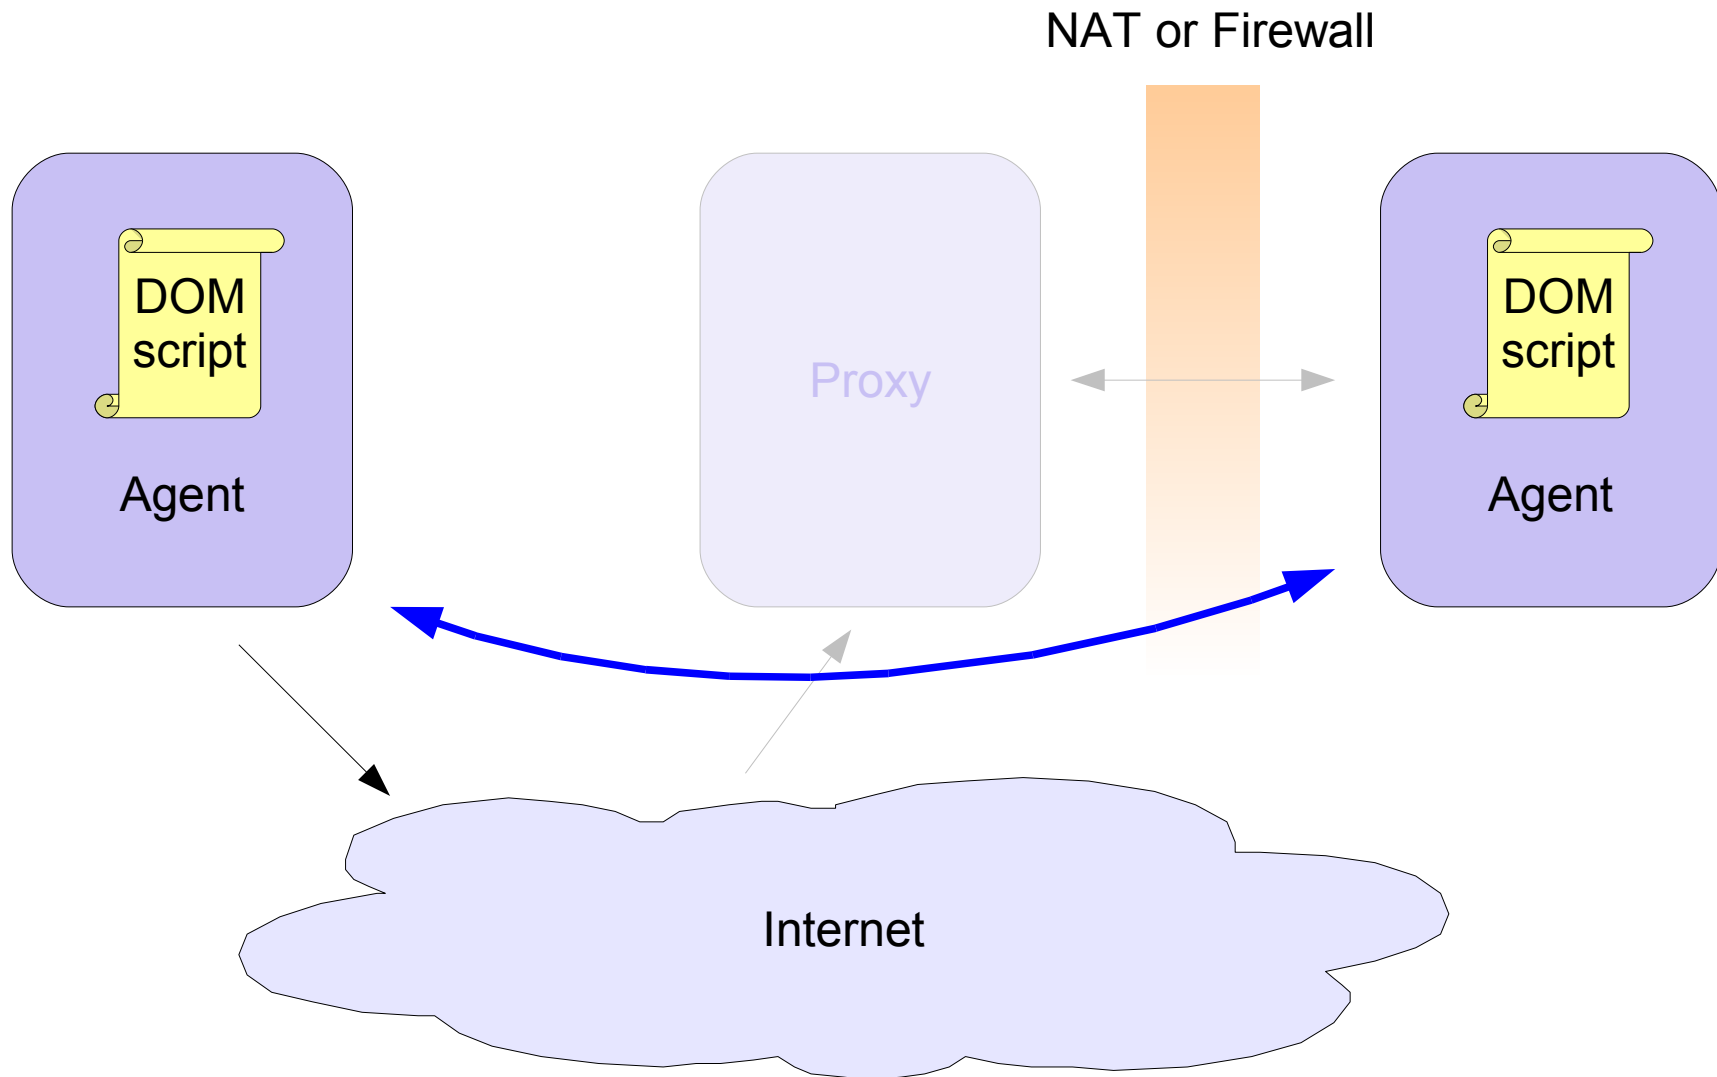 NAT or Firewall
DOM
script
Agent
Proxy
DOM
script
Agent
Internet